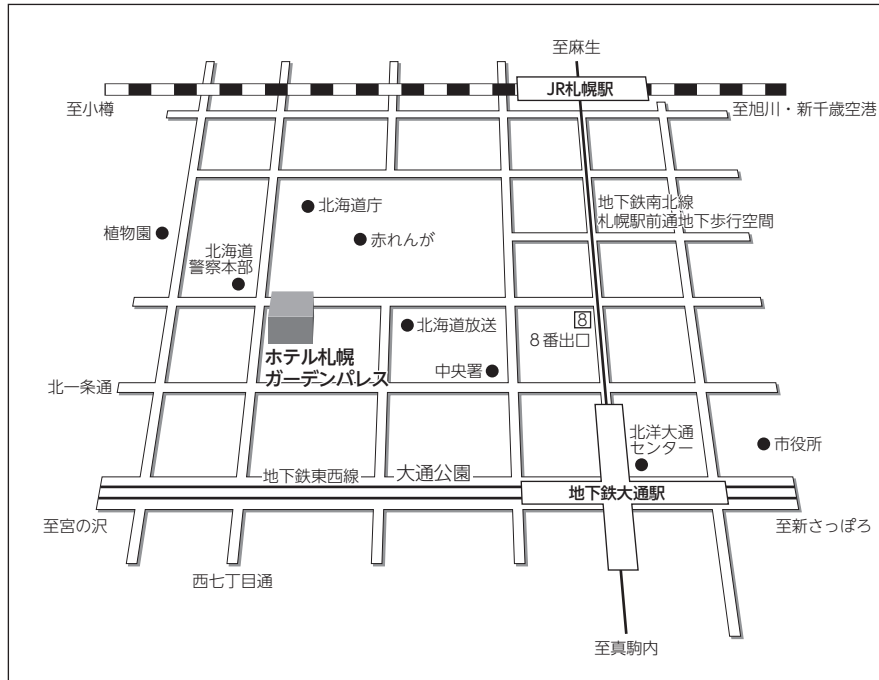 至麻生
JR札幌駅
至小樽
至旭川・新千歳空港
地下鉄南北線
札幌駅前通地下歩行空間
北海道庁
植物園
赤れんが
北海道
警察本部
8
8番出口
北海道放送
ホテル札幌
ガーデンパレス
中央署
北一条通
北洋大通
センター
市役所
地下鉄東西線
大通公園
地下鉄大通駅
至宮の沢
至新さっぽろ
西七丁目通
至真駒内